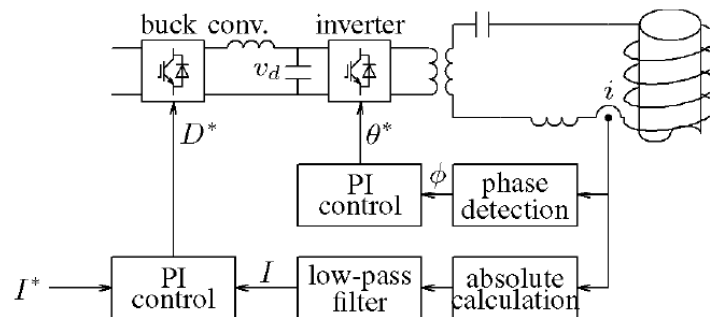 buck conv. inverter
v_d
i
D*
θ*
PI
control
ϕ
phase
detection
I*
PI
control
I
low-pass
filter
absolute
calculation